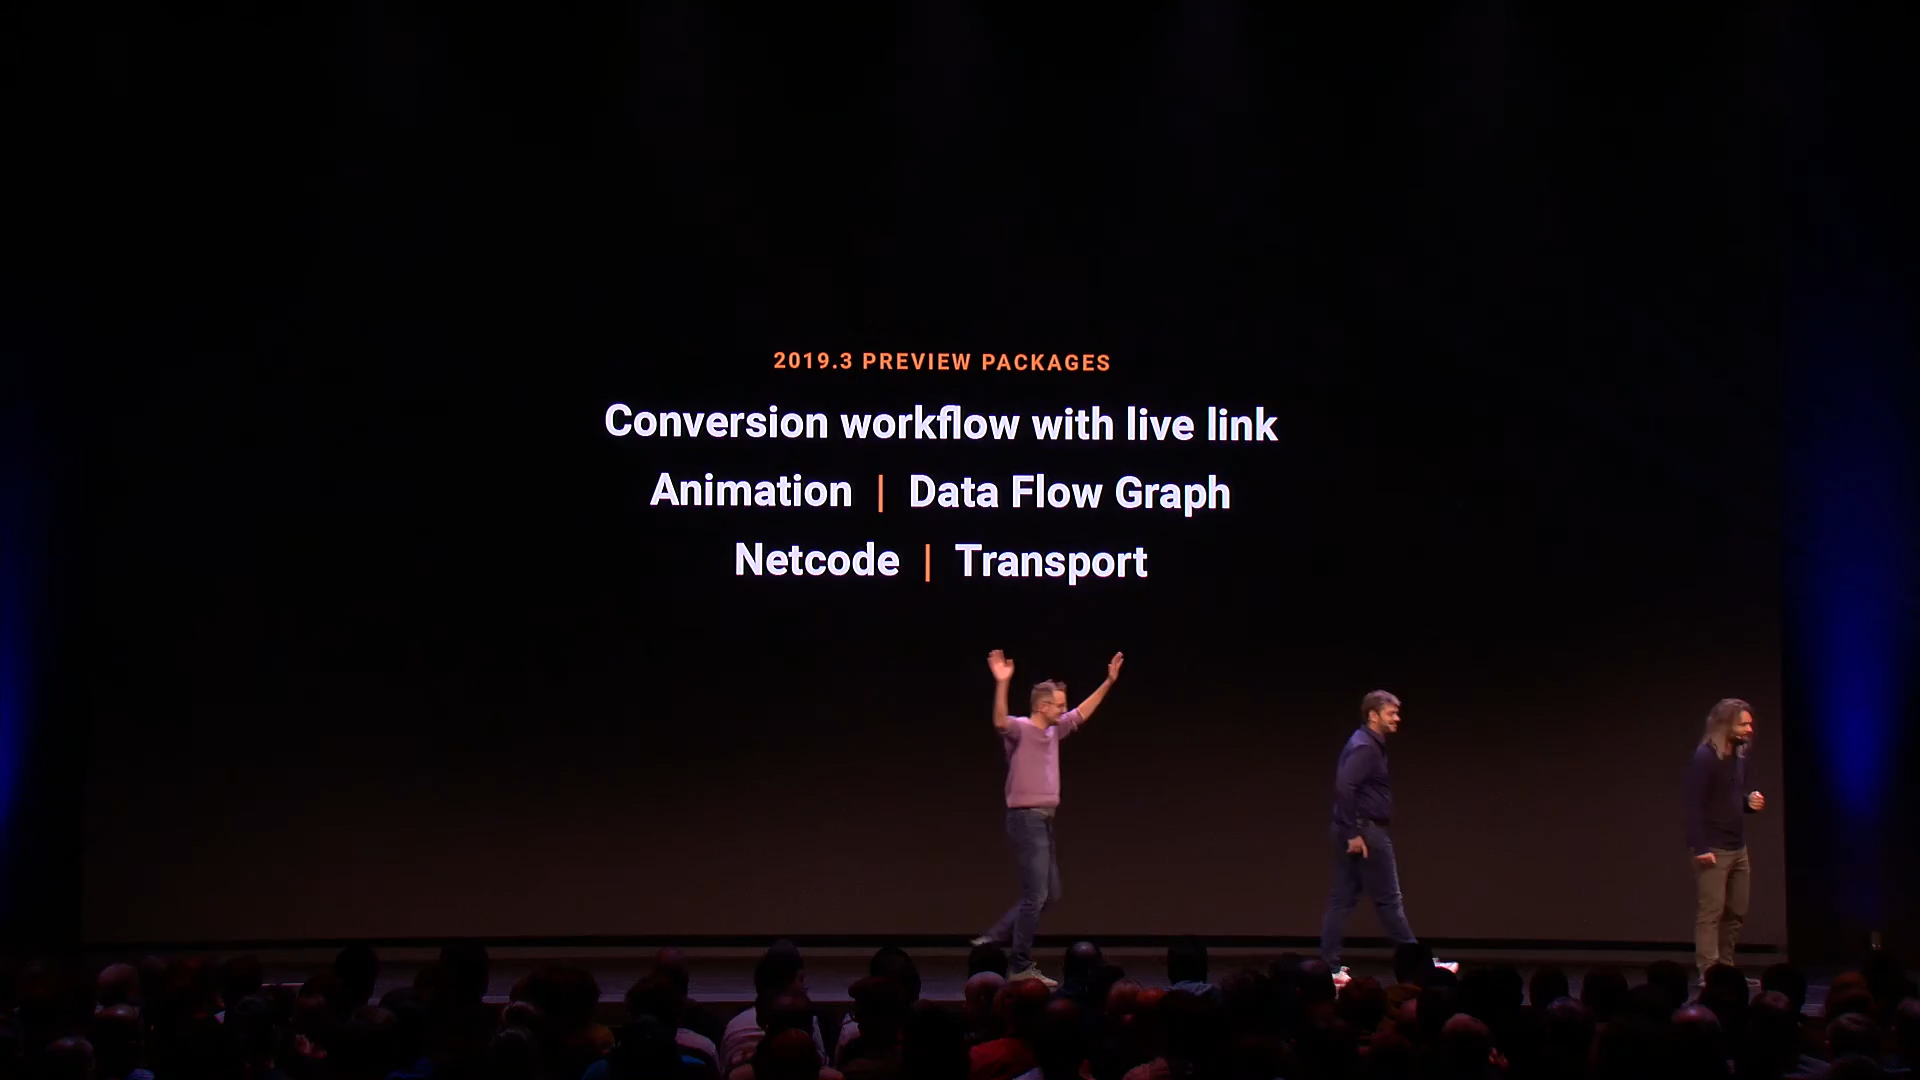 2019.3 PREVIEW PACKAGES
Conversion workflow with live link
Animation | Data Flow Graph
Netcode | Transport